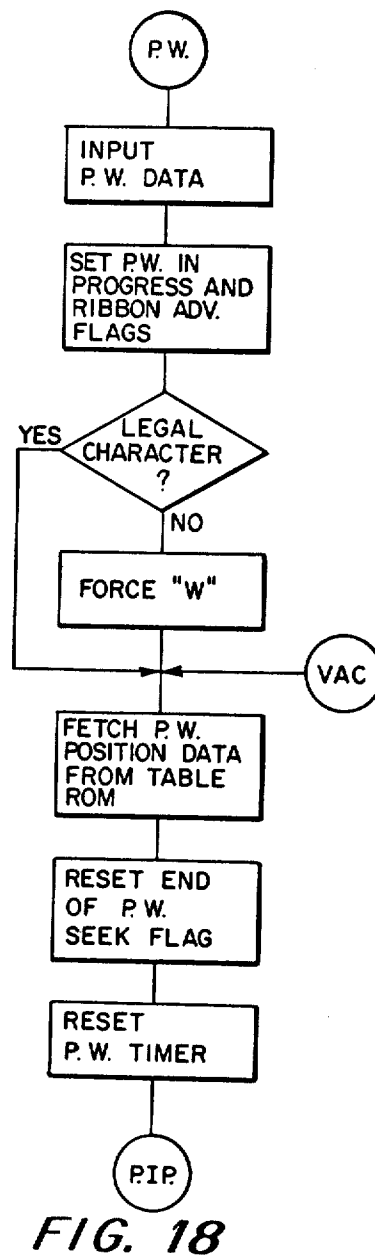 P.W.
INPUT
P.W. DATA
SET P.W. IN
PROGRESS AND
RIBBON ADV.
FLAGS
YES
LEGAL
CHARACTER
?
NO
FORCE "W"
VAC
FETCH P.W.
POSITION DATA
FROM TABLE
ROM
RESET END
OF P.W.
SEEK FLAG
RESET
P.W. TIMER
P.I.P.
FIG. 18